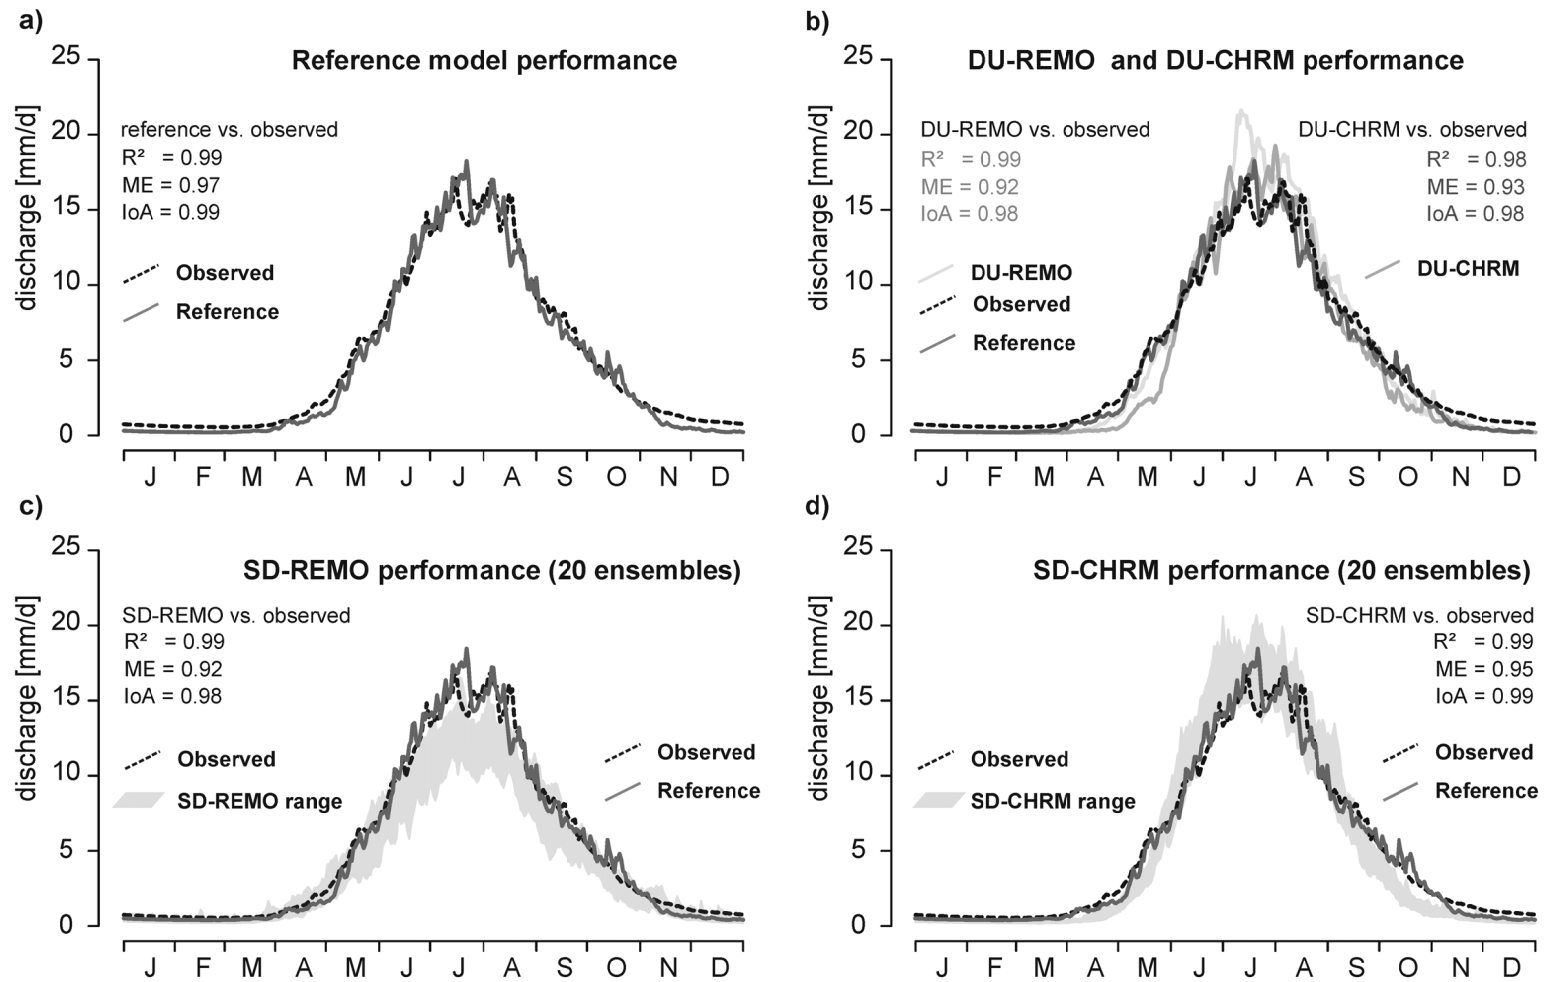 a)
Reference model performance
25
20
15
10
5
0
discharge [mm/d]
reference vs. observed
R² = 0.99
ME = 0.97
IoA = 0.99
Observed
Reference
J F M A M J J A S O N D
b)
DU-REMO and DU-CHRM performance
25
20
15
10
5
0
discharge [mm/d]
DU-REMO vs. observed
R² = 0.99
ME = 0.92
IoA = 0.98
DU-CHRM vs. observed
R² = 0.98
ME = 0.93
IoA = 0.98
DU-REMO
Observed
Reference
DU-CHRM
J F M A M J J A S O N D
c)
SD-REMO performance (20 ensembles)
25
20
15
10
5
0
discharge [mm/d]
SD-REMO vs. observed
R² = 0.99
ME = 0.92
IoA = 0.98
Observed
SD-REMO range
Observed
Reference
J F M A M J J A S O N D
d)
SD-CHRM performance (20 ensembles)
25
20
15
10
5
0
discharge [mm/d]
SD-CHRM vs. observed
R² = 0.99
ME = 0.95
IoA = 0.99
Observed
SD-CHRM range
Observed
Reference
J F M A M J J A S O N D